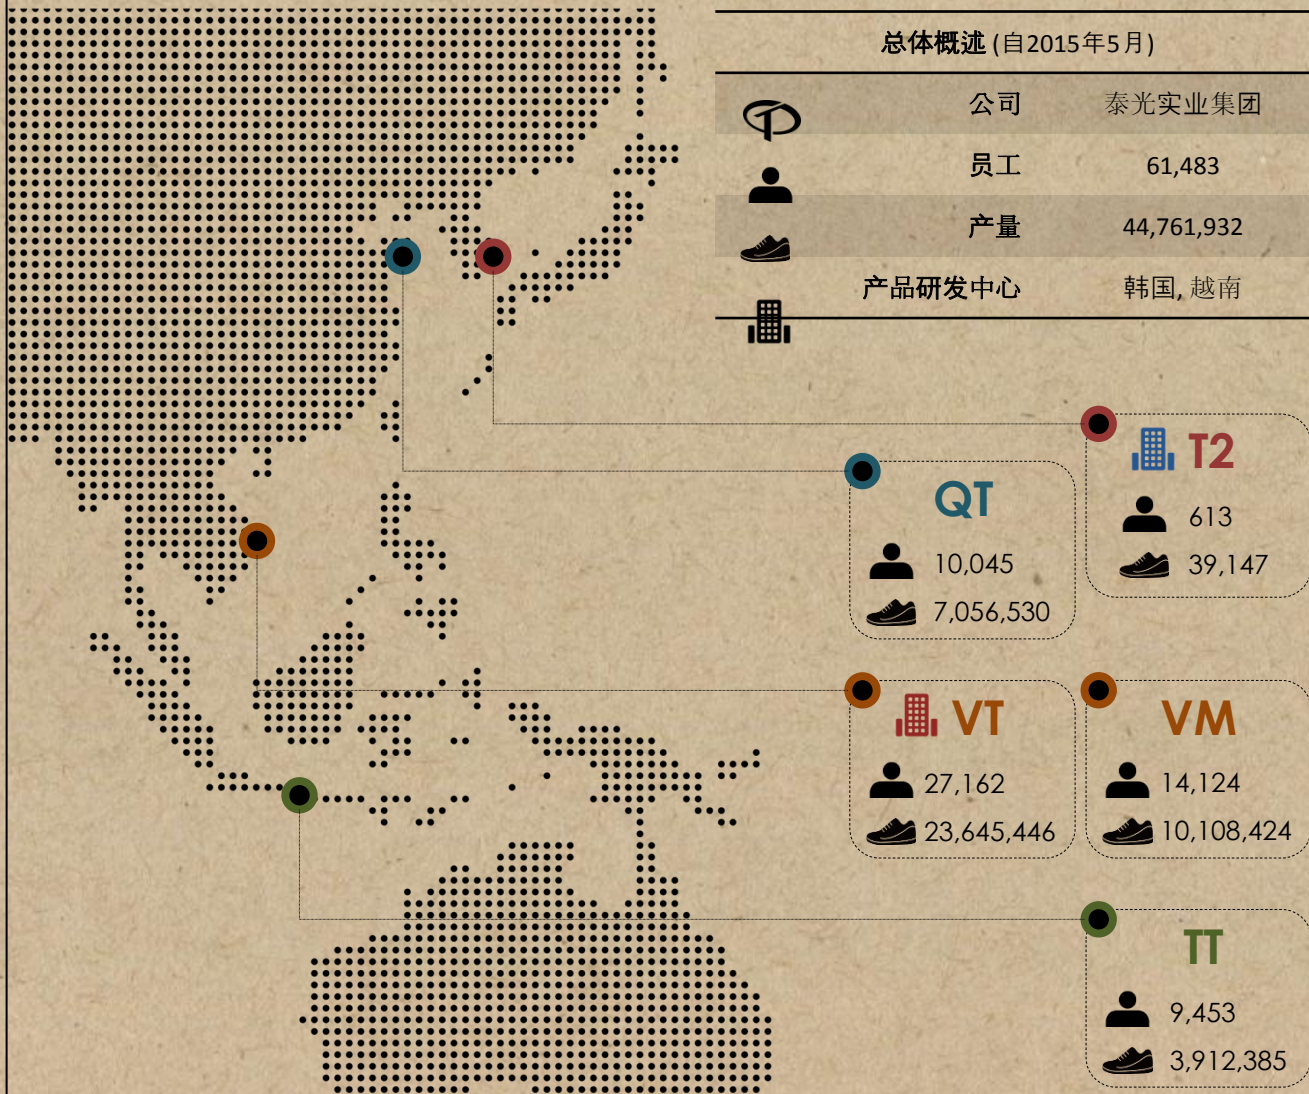 总体概述 (自2015年5月)
公司 泰光实业集团
员工 61,483
产量 44,761,932
产品研发中心 韩国, 越南
T2
613
39,147
QT
10,045
7,056,530
VT
27,162
23,645,446
VM
14,124
10,108,424
TT
9,453
3,912,385